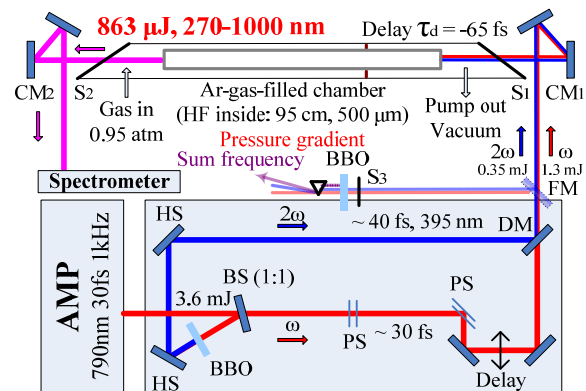 863 μJ, 270-1000 nm
Delay τd = -65 fs
CM2
S2
S1
CM1
Gas in
0.95 atm
Ar-gas-filled chamber
(HF inside: 95 cm, 500 μm)
Pump out
Vacuum
Pressure gradient
Sum frequency
BBO
S3
2ω
0.35 mJ
ω
1.3 mJ
FM
Spectrometer
HS
2ω
~ 40 fs, 395 nm
DM
AMP
790nm 30fs 1kHz
BS (1:1)
3.6 mJ
PS
ω
PS
~ 30 fs
HS
BBO
Delay